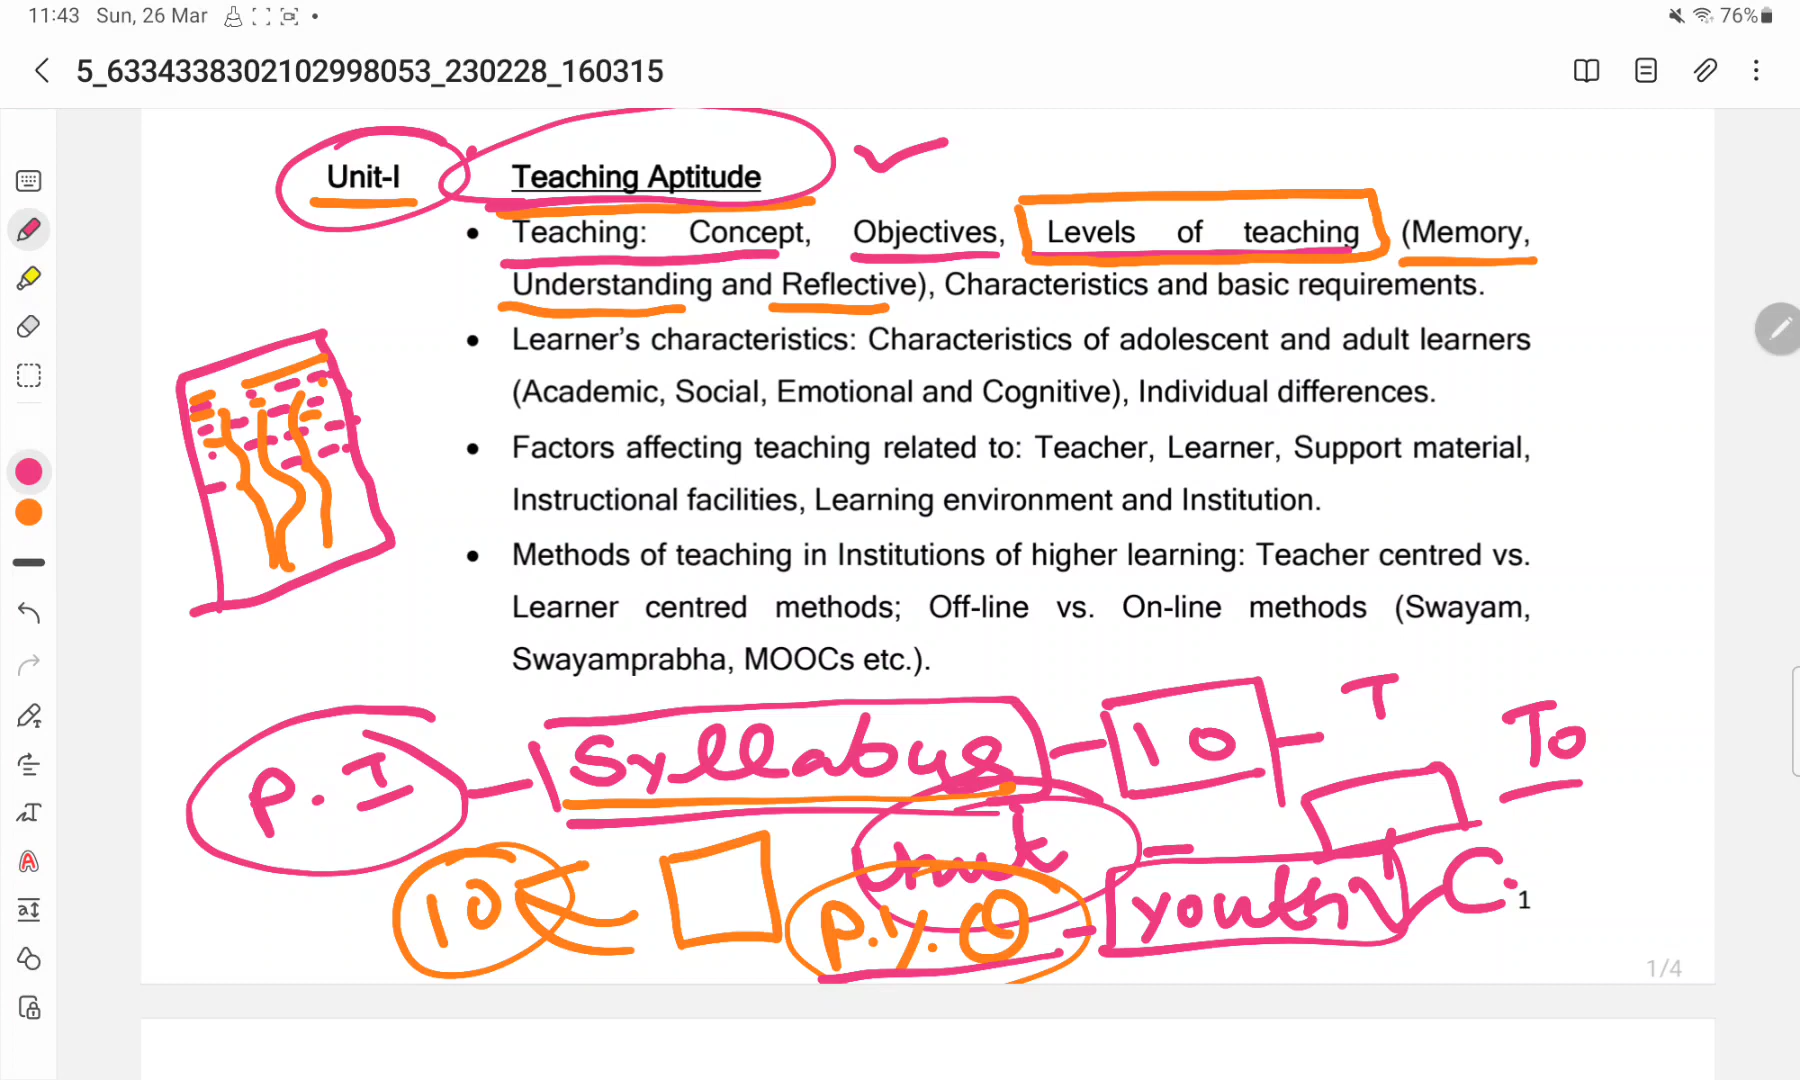 11:43 Sun, 26 Mar 76%
5_6334338302102998053_230228_160315
Unit-I Teaching Aptitude
• Teaching: Concept, Objectives, Levels of teaching (Memory,
Understanding and Reflective), Characteristics and basic requirements.
• Learner's characteristics: Characteristics of adolescent and adult learners
(Academic, Social, Emotional and Cognitive), Individual differences.
• Factors affecting teaching related to: Teacher, Learner, Support material,
Instructional facilities, Learning environment and Institution.
• Methods of teaching in Institutions of higher learning: Teacher centred vs.
Learner centred methods; Off-line vs. On-line methods (Swayam,
Swayamprabha, MOOCs etc.).
P. I Syllabus 10 T To
unit
10 P.Y.Q youth C. 1
1/4